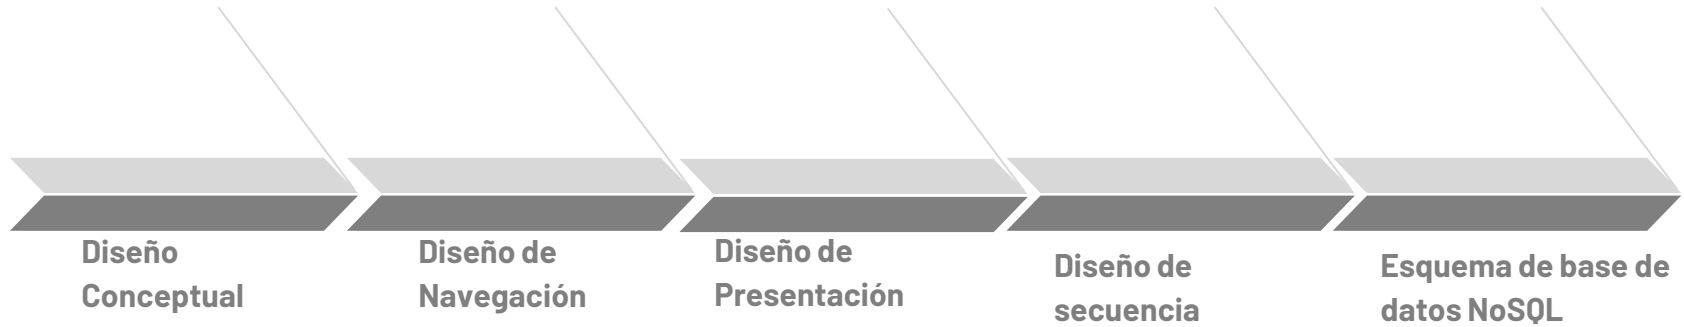 Diseño
Conceptual
Diseño de
Navegación
Diseño de
Presentación
Diseño de
secuencia
Esquema de base de
datos NoSQL